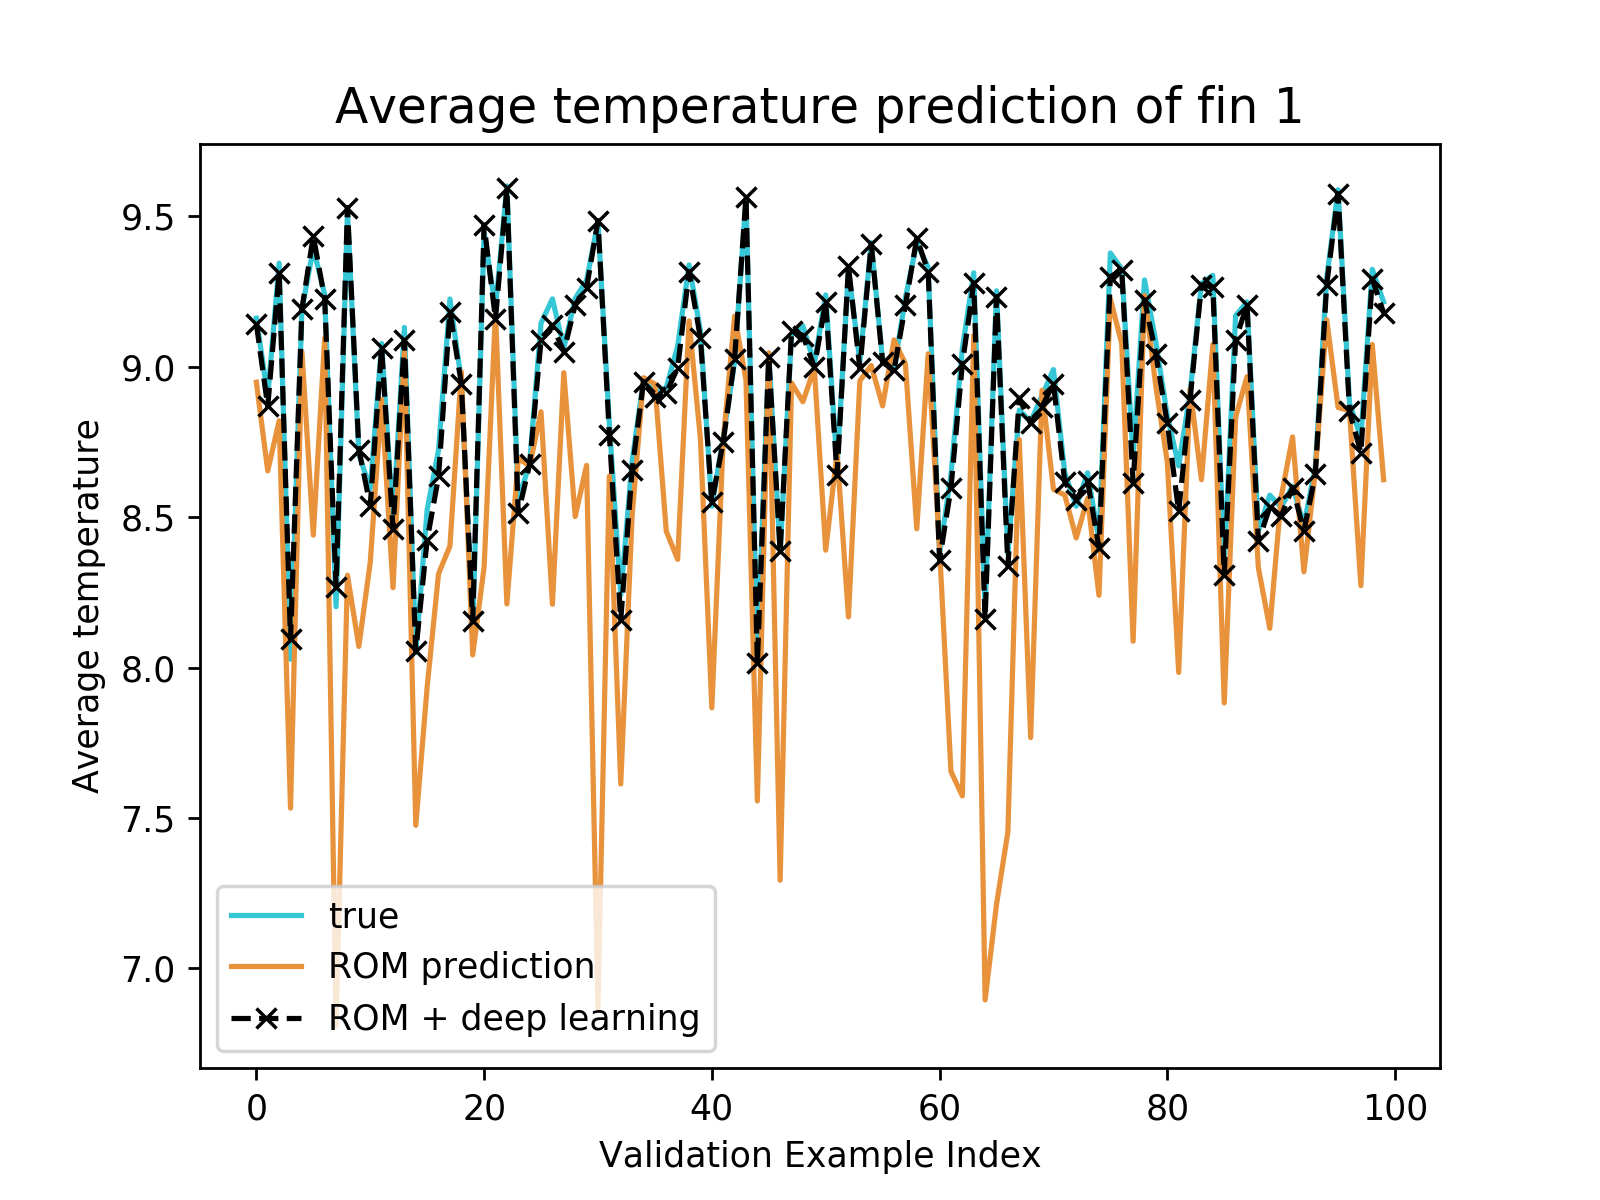 Average temperature prediction of fin 1
Average temperature
9.5
9.0
8.5
8.0
7.5
7.0
true
ROM prediction
ROM + deep learning
0 20 40 60 80 100
Validation Example Index